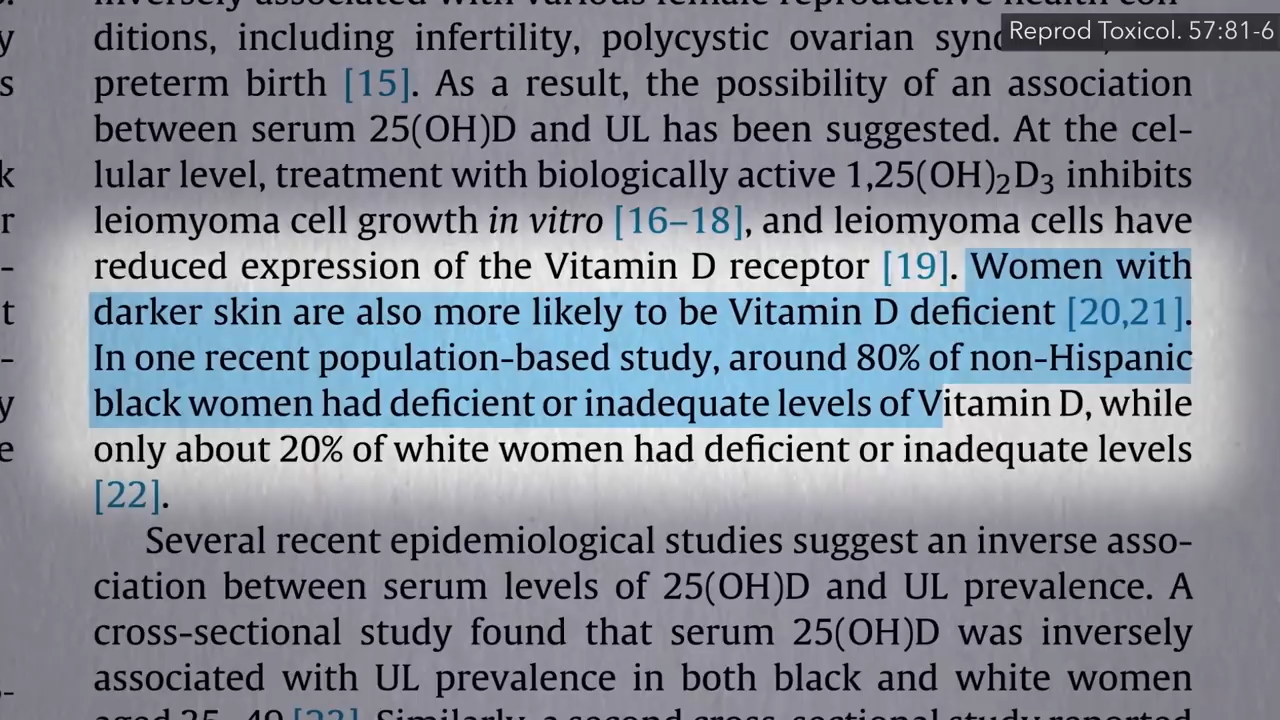 Reprod Toxicol. 57:81-6
ditions, including infertility, polycystic ovarian
preterm birth [15]. As a result, the possibility of an association
between serum 25(OH)D and UL has been suggested. At the cel-
lular level, treatment with biologically active 1,25(OH)₂D₃ inhibits
leiomyoma cell growth in vitro [16–18], and leiomyoma cells have
reduced expression of the Vitamin D receptor [19]. Women with
darker skin are also more likely to be Vitamin D deficient [20,21].
In one recent population-based study, around 80% of non-Hispanic
black women had deficient or inadequate levels of Vitamin D, while
only about 20% of white women had deficient or inadequate levels
[22].
Several recent epidemiological studies suggest an inverse asso-
ciation between serum levels of 25(OH)D and UL prevalence. A
cross-sectional study found that serum 25(OH)D was inversely
associated with UL prevalence in both black and white women